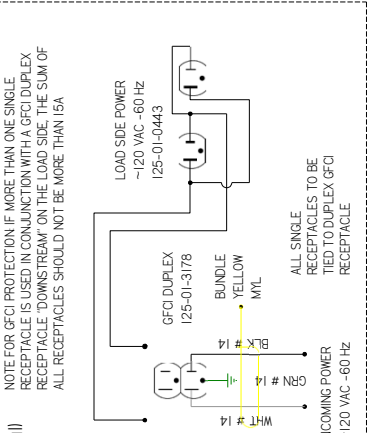 NOTE FOR GFCI PROTECTION: IF MORE THAN ONE SINGLE
RECEPTACLE IS USED IN CONJUNCTION WITH A GFCI DUPLEX
RECEPTACLE "DOWNSTREAM" ON THE LOAD SIDE, THE SUM OF
ALL RECEPTACLES SHOULD NOT BE MORE THAN 15A
LOAD SIDE POWER
~120 VAC -60 Hz
125-01-0443
GFCI DUPLEX
125-01-3178
BUNDLE
YELLOW
MYL
BLK # 14
GRN # 14
WHT # 14
ALL SINGLE
RECEPTACLES TO BE
TIED TO DUPLEX GFCI
RECEPTACLE
COMING POWER
120 VAC -60 Hz